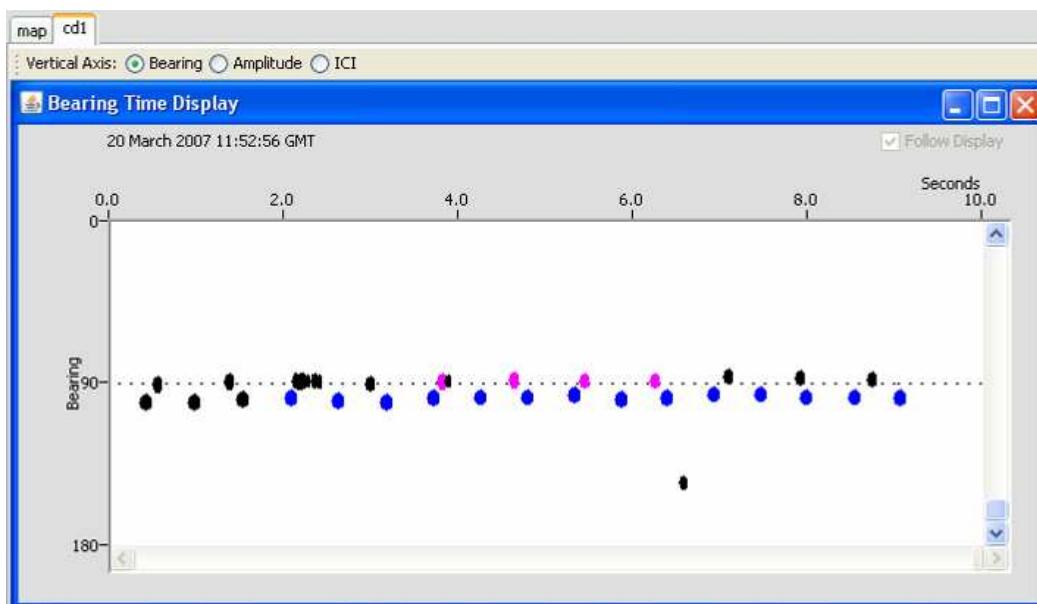 map cd1
Vertical Axis: Bearing Amplitude ICI
Bearing Time Display
20 March 2007 11:52:56 GMT Follow Display
Seconds
0.0 2.0 4.0 6.0 8.0 10.0
0
Bearing
90
180